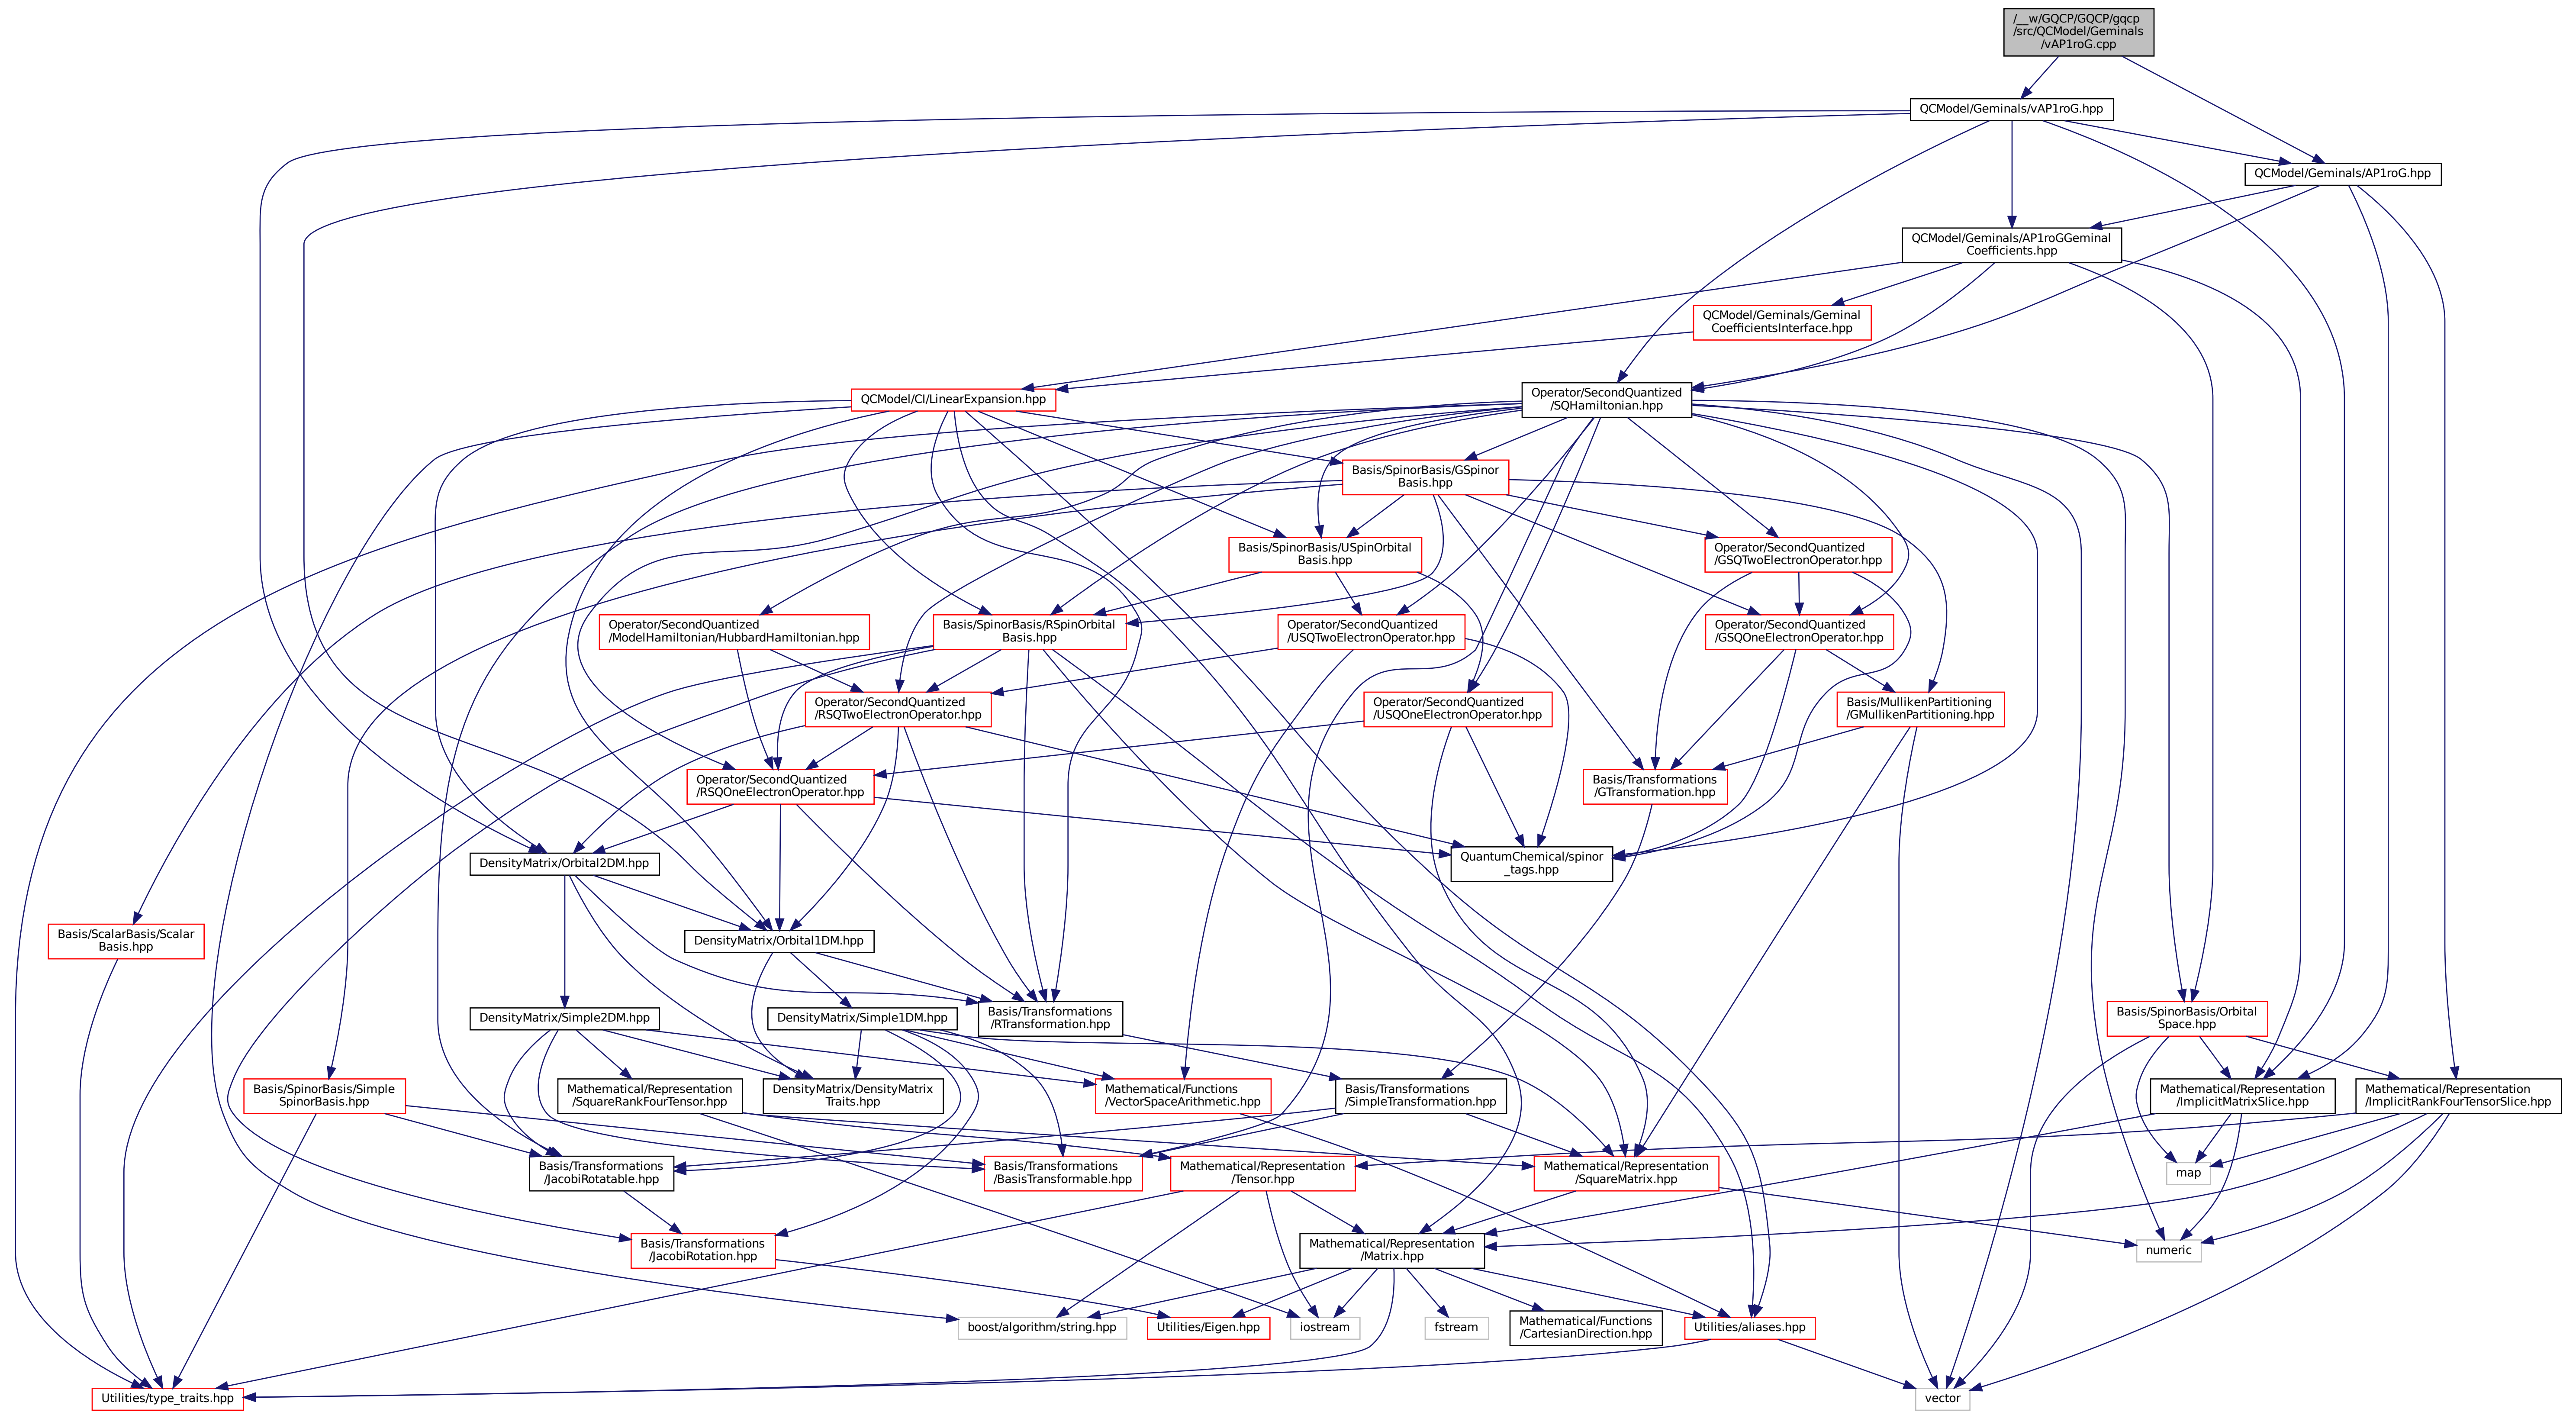 /__w/GQCP/GQCP/gqcp
/src/QCModel/Geminals
/vAP1roG.cpp
QCModel/Geminals/vAP1roG.hpp
QCModel/Geminals/AP1roG.hpp
QCModel/Geminals/AP1roGGeminal
Coefficients.hpp
QCModel/Geminals/Geminal
CoefficientsInterface.hpp
QCModel/CI/LinearExpansion.hpp
Operator/SecondQuantized
/SQHamiltonian.hpp
Basis/SpinorBasis/GSpinor
Basis.hpp
Basis/SpinorBasis/USpinOrbital
Basis.hpp
Operator/SecondQuantized
/GSQTwoElectronOperator.hpp
Operator/SecondQuantized
/ModelHamiltonian/HubbardHamiltonian.hpp
Basis/SpinorBasis/RSpinOrbital
Basis.hpp
Operator/SecondQuantized
/USQTwoElectronOperator.hpp
Operator/SecondQuantized
/GSQOneElectronOperator.hpp
Operator/SecondQuantized
/RSQTwoElectronOperator.hpp
Operator/SecondQuantized
/USQOneElectronOperator.hpp
Basis/MullikenPartitioning
/GMullikenPartitioning.hpp
Operator/SecondQuantized
/RSQOneElectronOperator.hpp
Basis/Transformations
/GTransformation.hpp
DensityMatrix/Orbital2DM.hpp
QuantumChemical/spinor
_tags.hpp
Basis/ScalarBasis/Scalar
Basis.hpp
DensityMatrix/Orbital1DM.hpp
DensityMatrix/Simple2DM.hpp
DensityMatrix/Simple1DM.hpp
Basis/Transformations
/RTransformation.hpp
Basis/SpinorBasis/Orbital
Space.hpp
Basis/SpinorBasis/Simple
SpinorBasis.hpp
Mathematical/Representation
/SquareRankFourTensor.hpp
DensityMatrix/DensityMatrix
Traits.hpp
Mathematical/Functions
/VectorSpaceArithmetic.hpp
Basis/Transformations
/SimpleTransformation.hpp
Mathematical/Representation
/ImplicitMatrixSlice.hpp
Mathematical/Representation
/ImplicitRankFourTensorSlice.hpp
Basis/Transformations
/JacobiRotatable.hpp
Basis/Transformations
/BasisTransformable.hpp
Mathematical/Representation
/Tensor.hpp
Mathematical/Representation
/SquareMatrix.hpp
map
Basis/Transformations
/JacobiRotation.hpp
Mathematical/Representation
/Matrix.hpp
numeric
boost/algorithm/string.hpp
Utilities/Eigen.hpp
iostream
fstream
Mathematical/Functions
/CartesianDirection.hpp
Utilities/aliases.hpp
Utilities/type_traits.hpp
vector